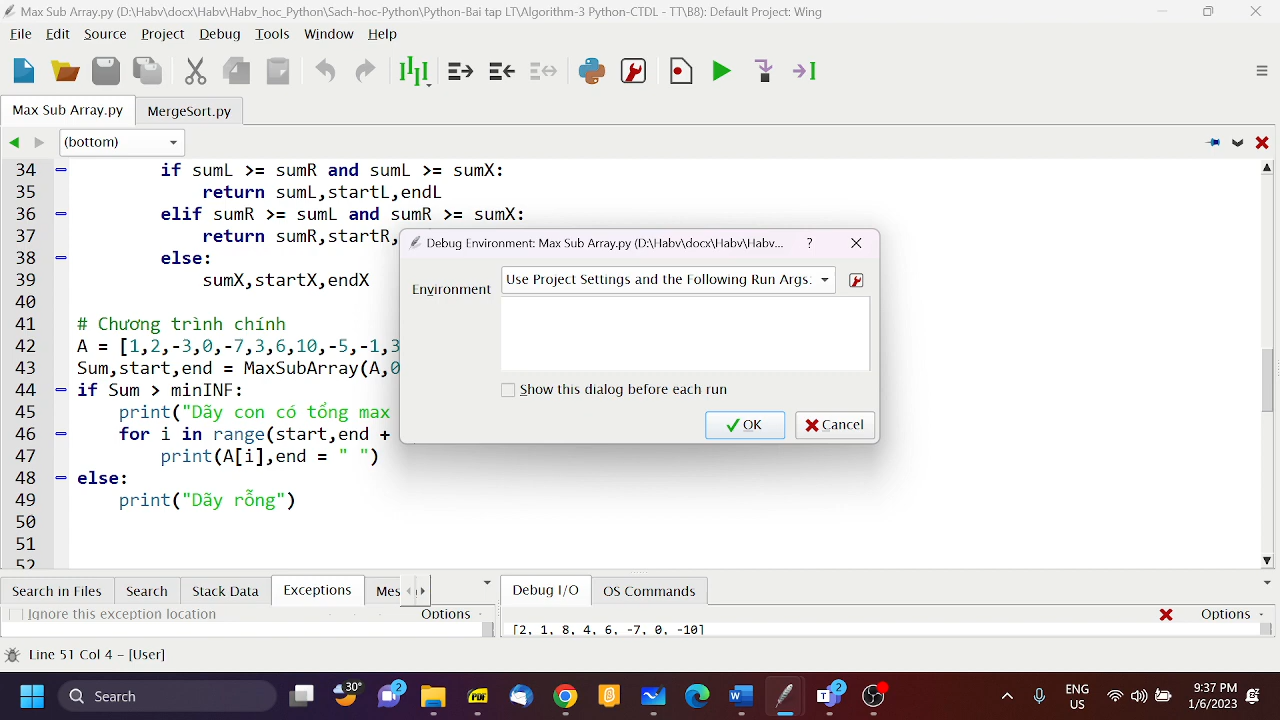 Max Sub Array.py (D:\Habv\docx\Habv\Habv_hoc_Python\Sach-hoc-Python\Python-Bai tap LT\Algorithm-3 Python-CTDL - TT\B8): Default Project: Wing
File Edit Source Project Debug Tools Window Help
Max Sub Array.py MergeSort.py
(bottom)
34 if sumL >= sumR and sumL >= sumX:
35 return sumL,startL,endL
36 elif sumR >= sumL and sumR >= sumX:
37 return sumR,startR,
38 else:
39 sumX,startX,endX
40
41 # Chương trình chính
42 A = [1,2,-3,0,-7,3,6,10,-5,-1,3
43 Sum,start,end = MaxSubArray(A,0
44 if Sum > minINF:
45 print("Dãy con có tổng max
46 for i in range(start,end +
47 print(A[i],end = " ")
48 else:
49 print("Dãy rỗng")
50
51
52
Debug Environment: Max Sub Array.py (D:\Habv\docx\Habv\Habv... ?
Environment Use Project Settings and the Following Run Args:
Show this dialog before each run
OK Cancel
Search in Files Search Stack Data Exceptions Mes Debug I/O OS Commands
Ignore this exception location Options Options
[2, 1, 8, 4, 6, -7, 0, -10]
Line 51 Col 4 – [User]
Search 30° 2 PDF W 2 ENG US 9:37 PM 1/6/2023